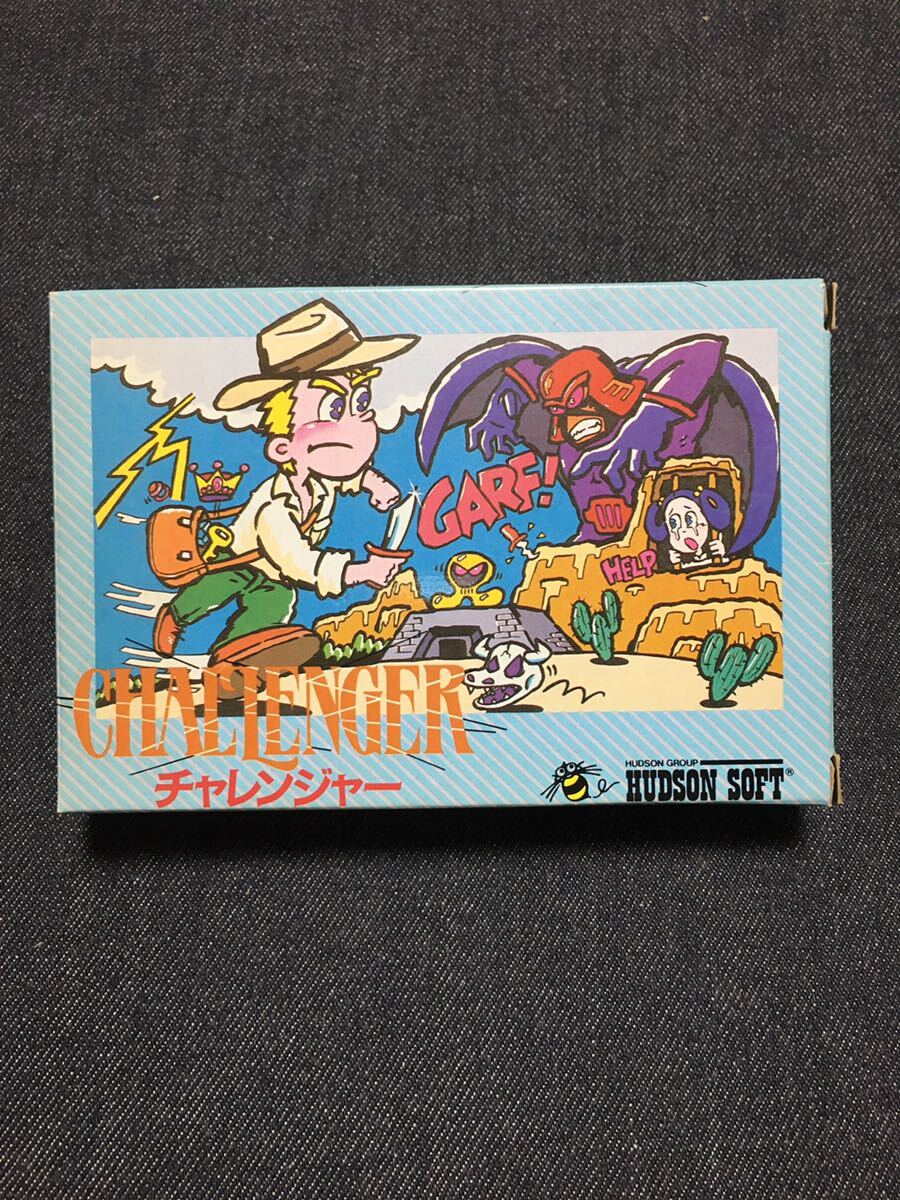 GARF!
HELP
CHALLENGER
チャレンジャー
HUDSON GROUP
HUDSON SOFT®